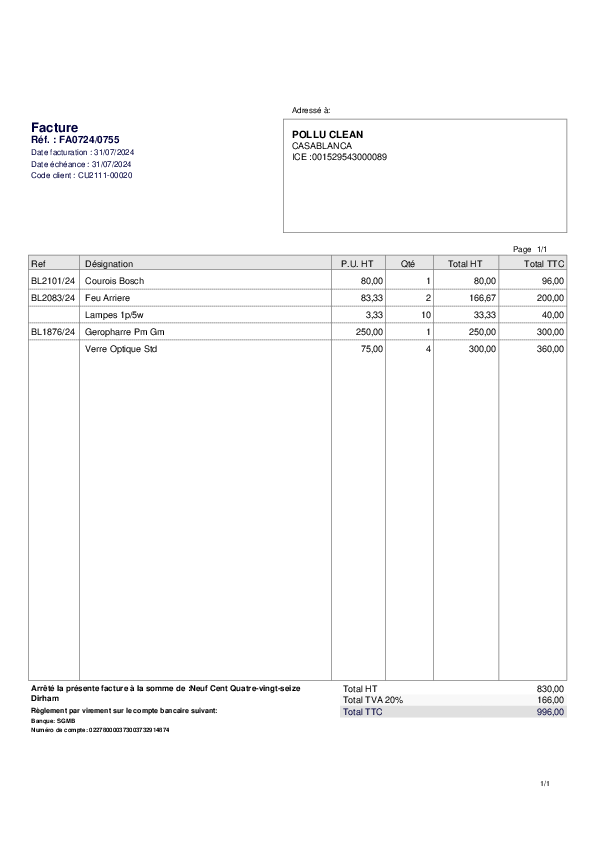 Adressé à:
Facture
Réf. : FA0724/0755
Date facturation : 31/07/2024
Date échéance : 31/07/2024
Code client : CU2111-00020
POLLU CLEAN
CASABLANCA
ICE :001529543000089
Page 1/1
Ref Désignation P.U. HT Qté Total HT Total TTC
BL2101/24 Courois Bosch 80,00 1 80,00 96,00
BL2083/24 Feu Arriere 83,33 2 166,67 200,00
Lampes 1p/5w 3,33 10 33,33 40,00
BL1876/24 Geropharre Pm Gm 250,00 1 250,00 300,00
Verre Optique Std 75,00 4 300,00 360,00
Arrêté la présente facture à la somme de :Neuf Cent Quatre-vingt-seize
Dirham
Règlement par virement sur le compte bancaire suivant:
Banque: SGMB
Numéro de compte: 022780000373003732914874
Total HT 830,00
Total TVA 20% 166,00
Total TTC 996,00
1/1